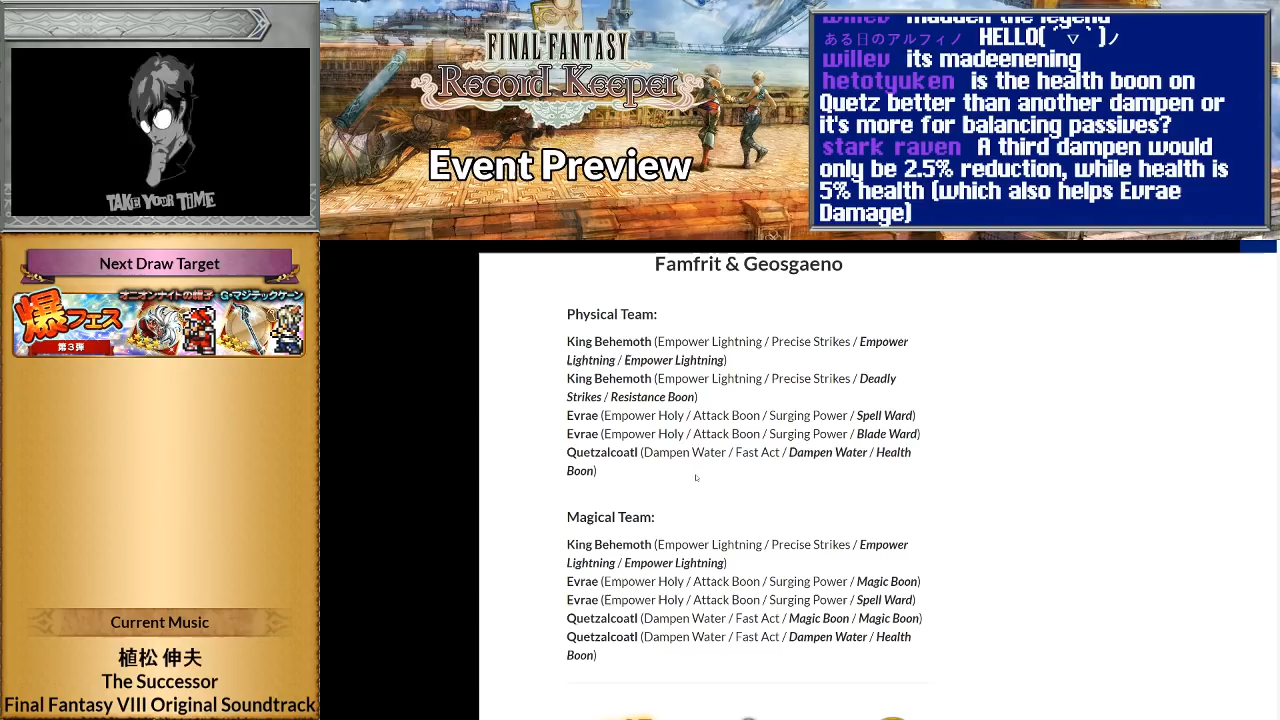 TAKE YOUR TIME
FINAL FANTASY
Record Keeper
Event Preview
willev madden the legend
ある日のアルフィノ HELLO(´▽`)ノ
willev its madeenening
hetotyuken is the health boon on
Quetz better than another dampen or
it's more for balancing passives?
stark raven A third dampen would
only be 2.5% reduction, while health is
5% health (which also helps Evrae
Damage)
Next Draw Target
オニオンナイトの帽子 G・マジテックケーン
爆フェス
第3弾
Famfrit & Geosgaeno
Physical Team:
King Behemoth (Empower Lightning / Precise Strikes / Empower
Lightning / Empower Lightning)
King Behemoth (Empower Lightning / Precise Strikes / Deadly
Strikes / Resistance Boon)
Evrae (Empower Holy / Attack Boon / Surging Power / Spell Ward)
Evrae (Empower Holy / Attack Boon / Surging Power / Blade Ward)
Quetzalcoatl (Dampen Water / Fast Act / Dampen Water / Health
Boon)
Magical Team:
King Behemoth (Empower Lightning / Precise Strikes / Empower
Lightning / Empower Lightning)
Evrae (Empower Holy / Attack Boon / Surging Power / Magic Boon)
Evrae (Empower Holy / Attack Boon / Surging Power / Spell Ward)
Quetzalcoatl (Dampen Water / Fast Act / Magic Boon / Magic Boon)
Quetzalcoatl (Dampen Water / Fast Act / Dampen Water / Health
Boon)
Current Music
植松 伸夫
The Successor
Final Fantasy VIII Original Soundtrack